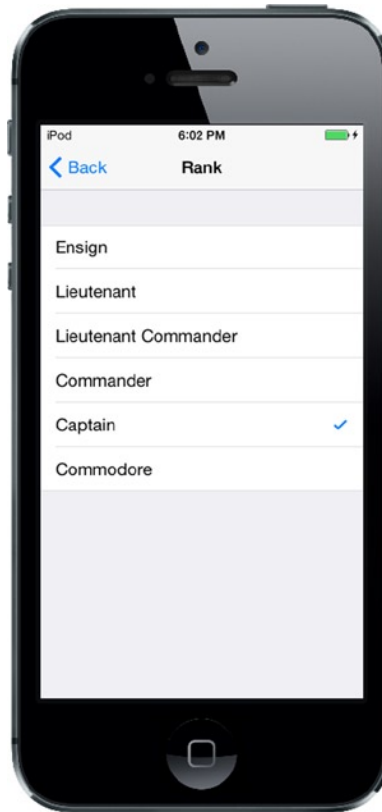 iPod 6:02 PM
Back Rank
Ensign
Lieutenant
Lieutenant Commander
Commander
Captain
Commodore